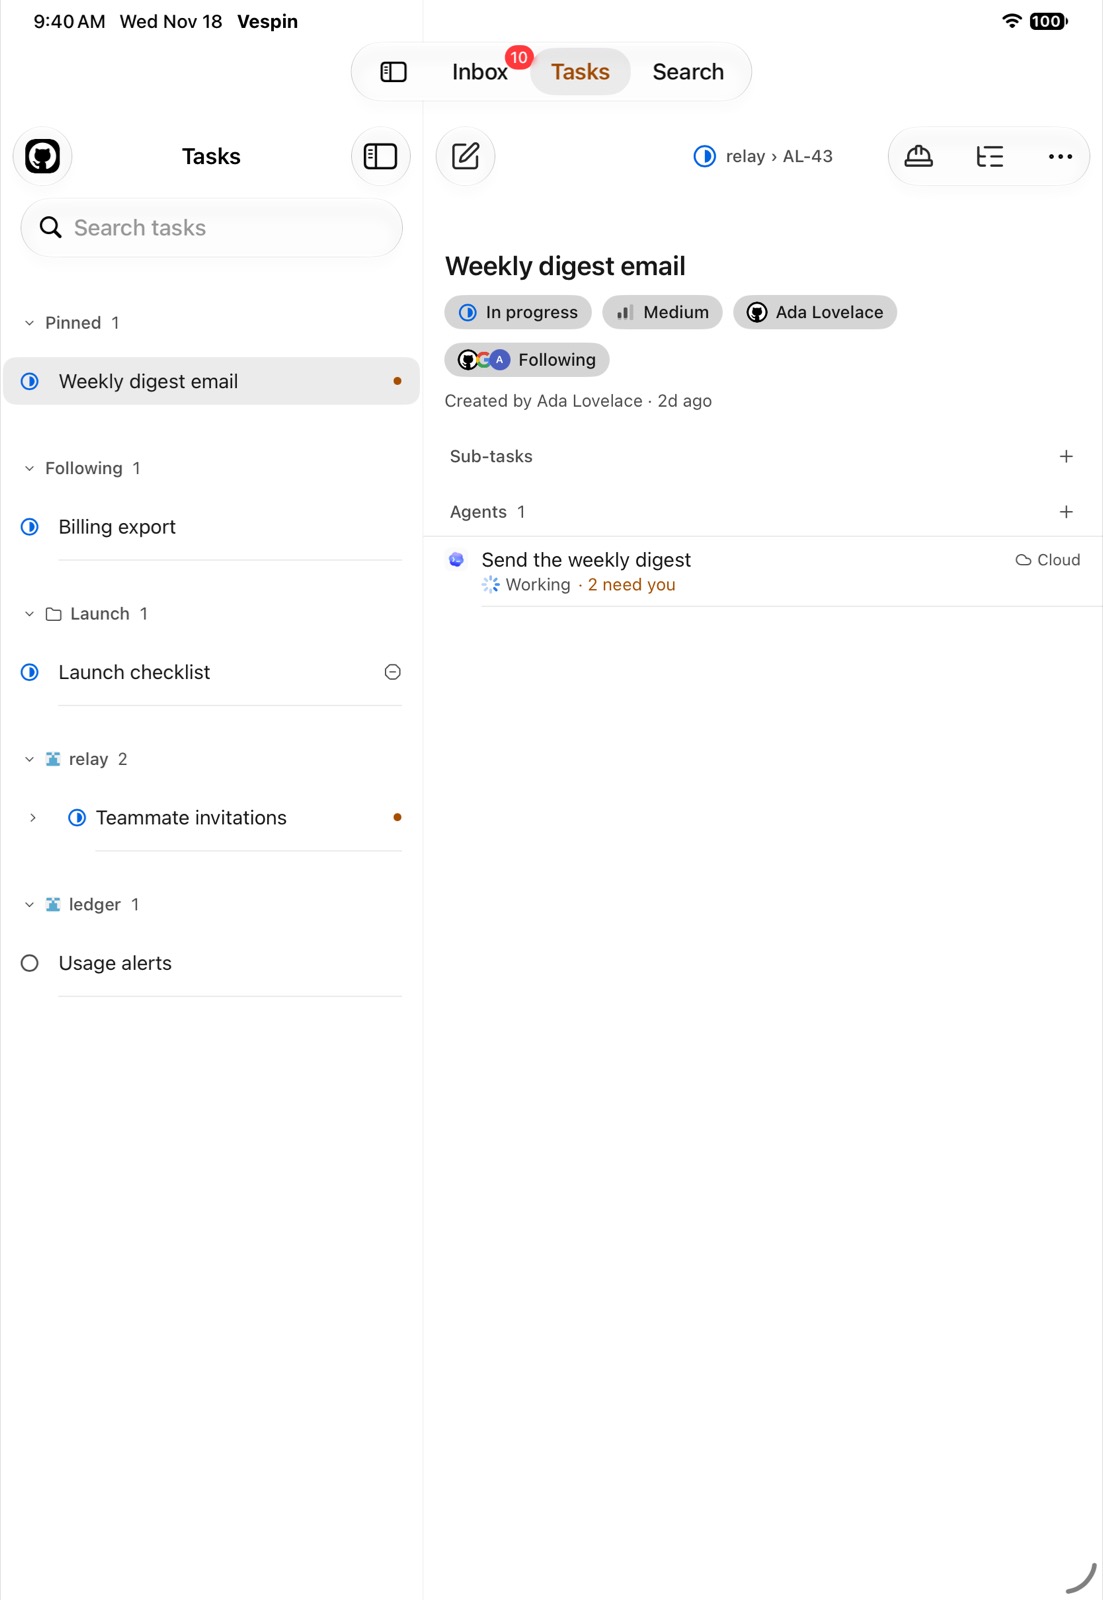 9:40 AM Wed Nov 18 Vespin
100
Inbox 10 Tasks Search
Tasks
relay › AL-43
Search tasks
Pinned 1
Weekly digest email
Following 1
Billing export
Launch 1
Launch checklist
relay 2
Teammate invitations
ledger 1
Usage alerts
Weekly digest email
In progress Medium Ada Lovelace
A Following
Created by Ada Lovelace · 2d ago
Sub-tasks
Agents 1
Send the weekly digest Cloud
Working · 2 need you